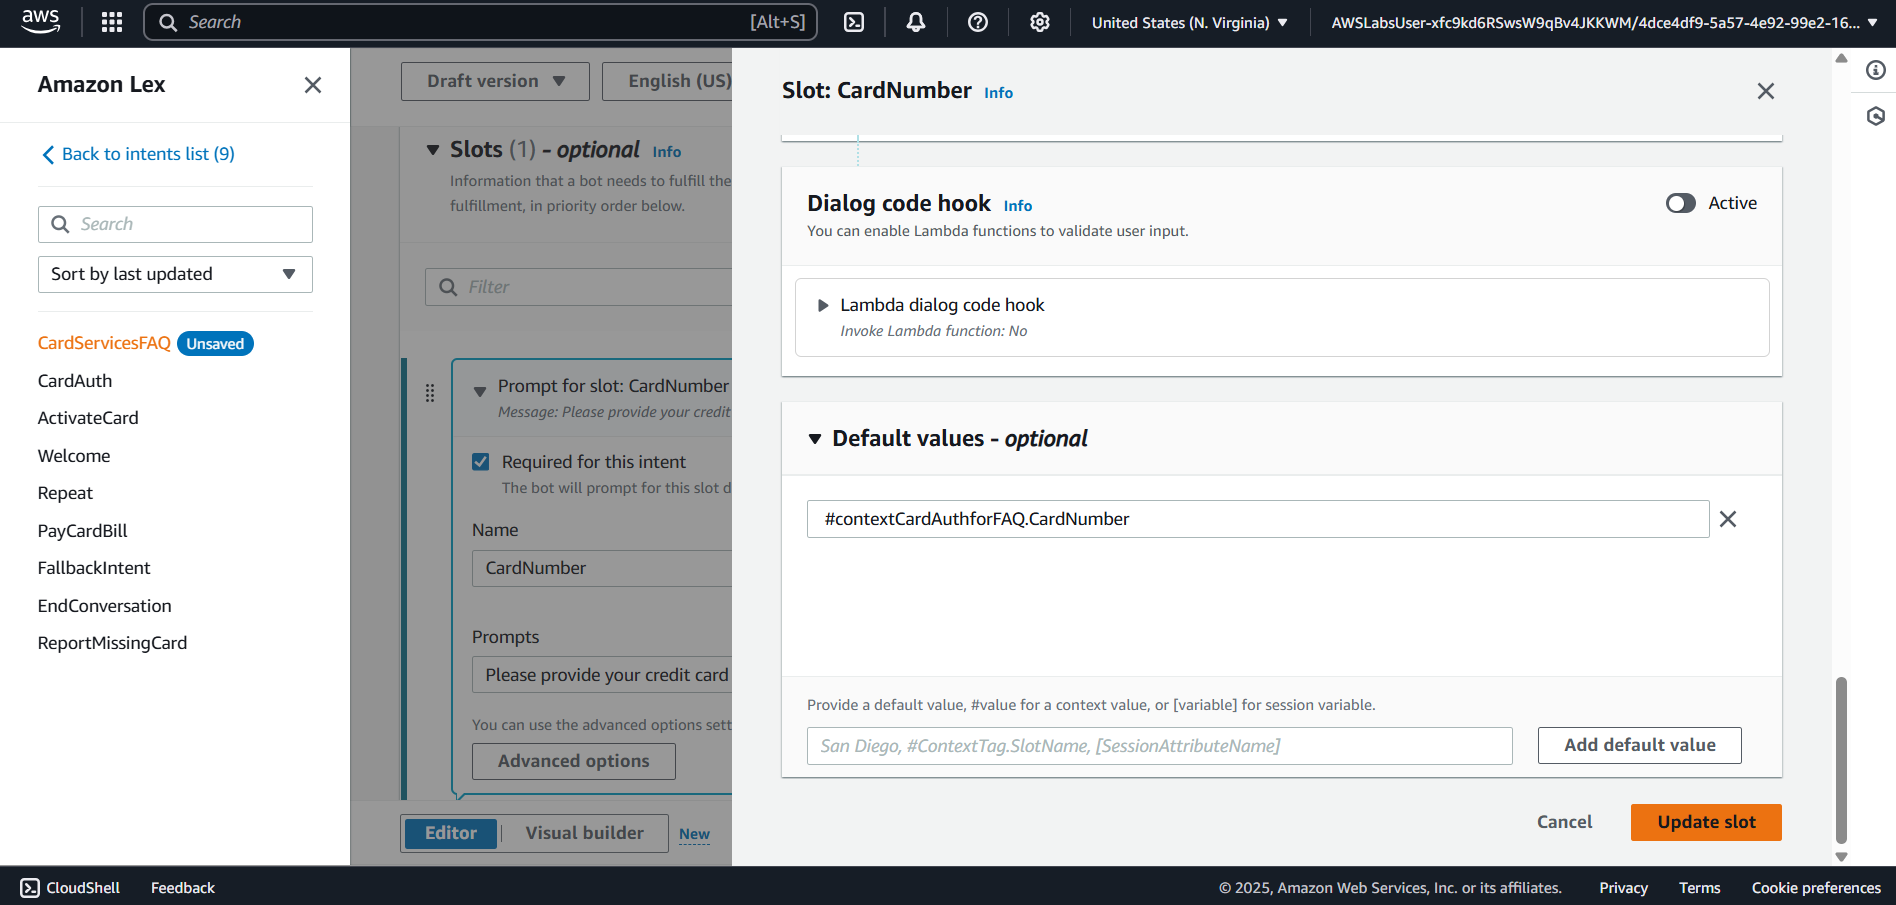 aws
Search
[Alt+S]
United States (N. Virginia)
AWSLabsUser-xfc9kd6RSwsW9qBv4JKKWM/4dce4df9-5a57-4e92-99e2-16...
Amazon Lex
Back to intents list (9)
Search
Sort by last updated
CardServicesFAQ Unsaved
CardAuth
ActivateCard
Welcome
Repeat
PayCardBill
FallbackIntent
EndConversation
ReportMissingCard
Draft version
English (US)
Slots (1) - optional Info
Information that a bot needs to fulfill the
fulfillment, in priority order below.
Filter
Prompt for slot: CardNumber
Message: Please provide your credit
Required for this intent
The bot will prompt for this slot d
Name
CardNumber
Prompts
Please provide your credit card
You can use the advanced options sett
Advanced options
Editor
Visual builder
New
Slot: CardNumber Info
Dialog code hook Info
Active
You can enable Lambda functions to validate user input.
Lambda dialog code hook
Invoke Lambda function: No
Default values - optional
#contextCardAuthforFAQ.CardNumber
Provide a default value, #value for a context value, or [variable] for session variable.
San Diego, #ContextTag.SlotName, [SessionAttributeName]
Add default value
Cancel
Update slot
CloudShell
Feedback
© 2025, Amazon Web Services, Inc. or its affiliates.
Privacy
Terms
Cookie preferences